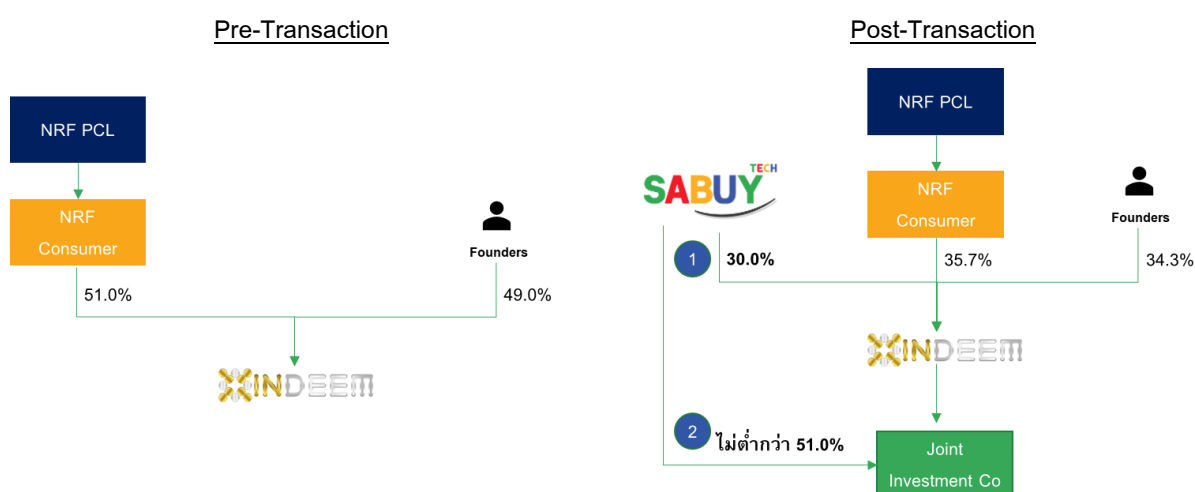 Pre-Transaction
NRF PCL
NRF
Consumer
Founders
51.0%
49.0%
INDEEM
Post-Transaction
NRF PCL
SABUY TECH
NRF
Consumer
Founders
1
30.0%
35.7%
34.3%
INDEEM
2
ไม่ต่ำกว่า 51.0%
Joint
Investment Co